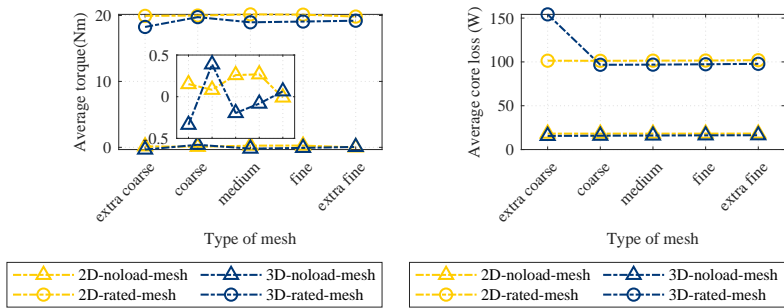 Average torque(Nm)
20
10
0
0.5
0
0.5
extra coarse
coarse
medium
fine
extra fine
Type of mesh
2D-noload-mesh
3D-noload-mesh
2D-rated-mesh
3D-rated-mesh
Average core loss (W)
150
100
50
0
extra coarse
coarse
medium
fine
extra fine
Type of mesh
2D-noload-mesh
3D-noload-mesh
2D-rated-mesh
3D-rated-mesh